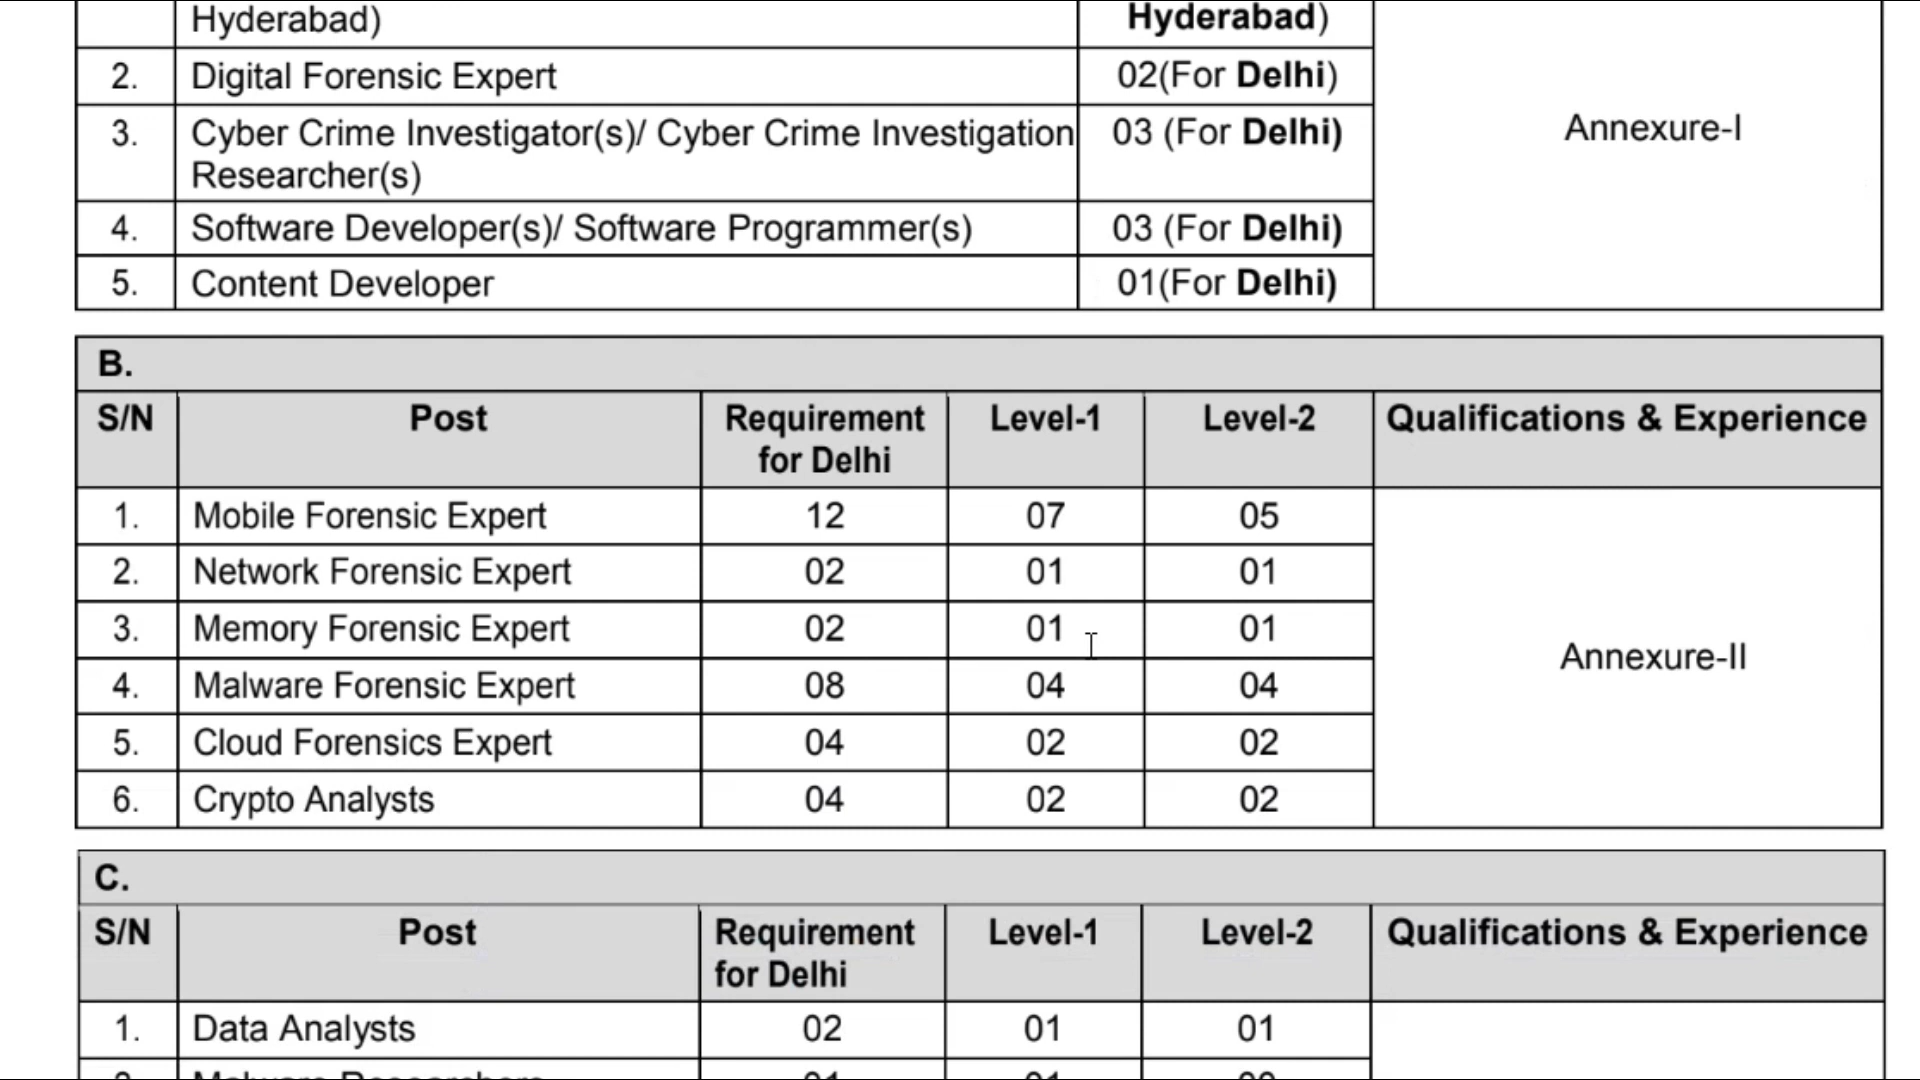 Hyderabad) Hyderabad)
2. Digital Forensic Expert 02(For Delhi)
Annexure-I
3. Cyber Crime Investigator(s)/ Cyber Crime Investigation 03 (For Delhi)
Researcher(s)
4. Software Developer(s)/ Software Programmer(s) 03 (For Delhi)
5. Content Developer 01(For Delhi)
B.
S/N Post Requirement Level-1 Level-2 Qualifications & Experience
for Delhi
1. Mobile Forensic Expert 12 07 05
2. Network Forensic Expert 02 01 01
3. Memory Forensic Expert 02 01 01
Annexure-II
4. Malware Forensic Expert 08 04 04
5. Cloud Forensics Expert 04 02 02
6. Crypto Analysts 04 02 02
C.
S/N Post Requirement Level-1 Level-2 Qualifications & Experience
for Delhi
1. Data Analysts 02 01 01
Malware Researchers